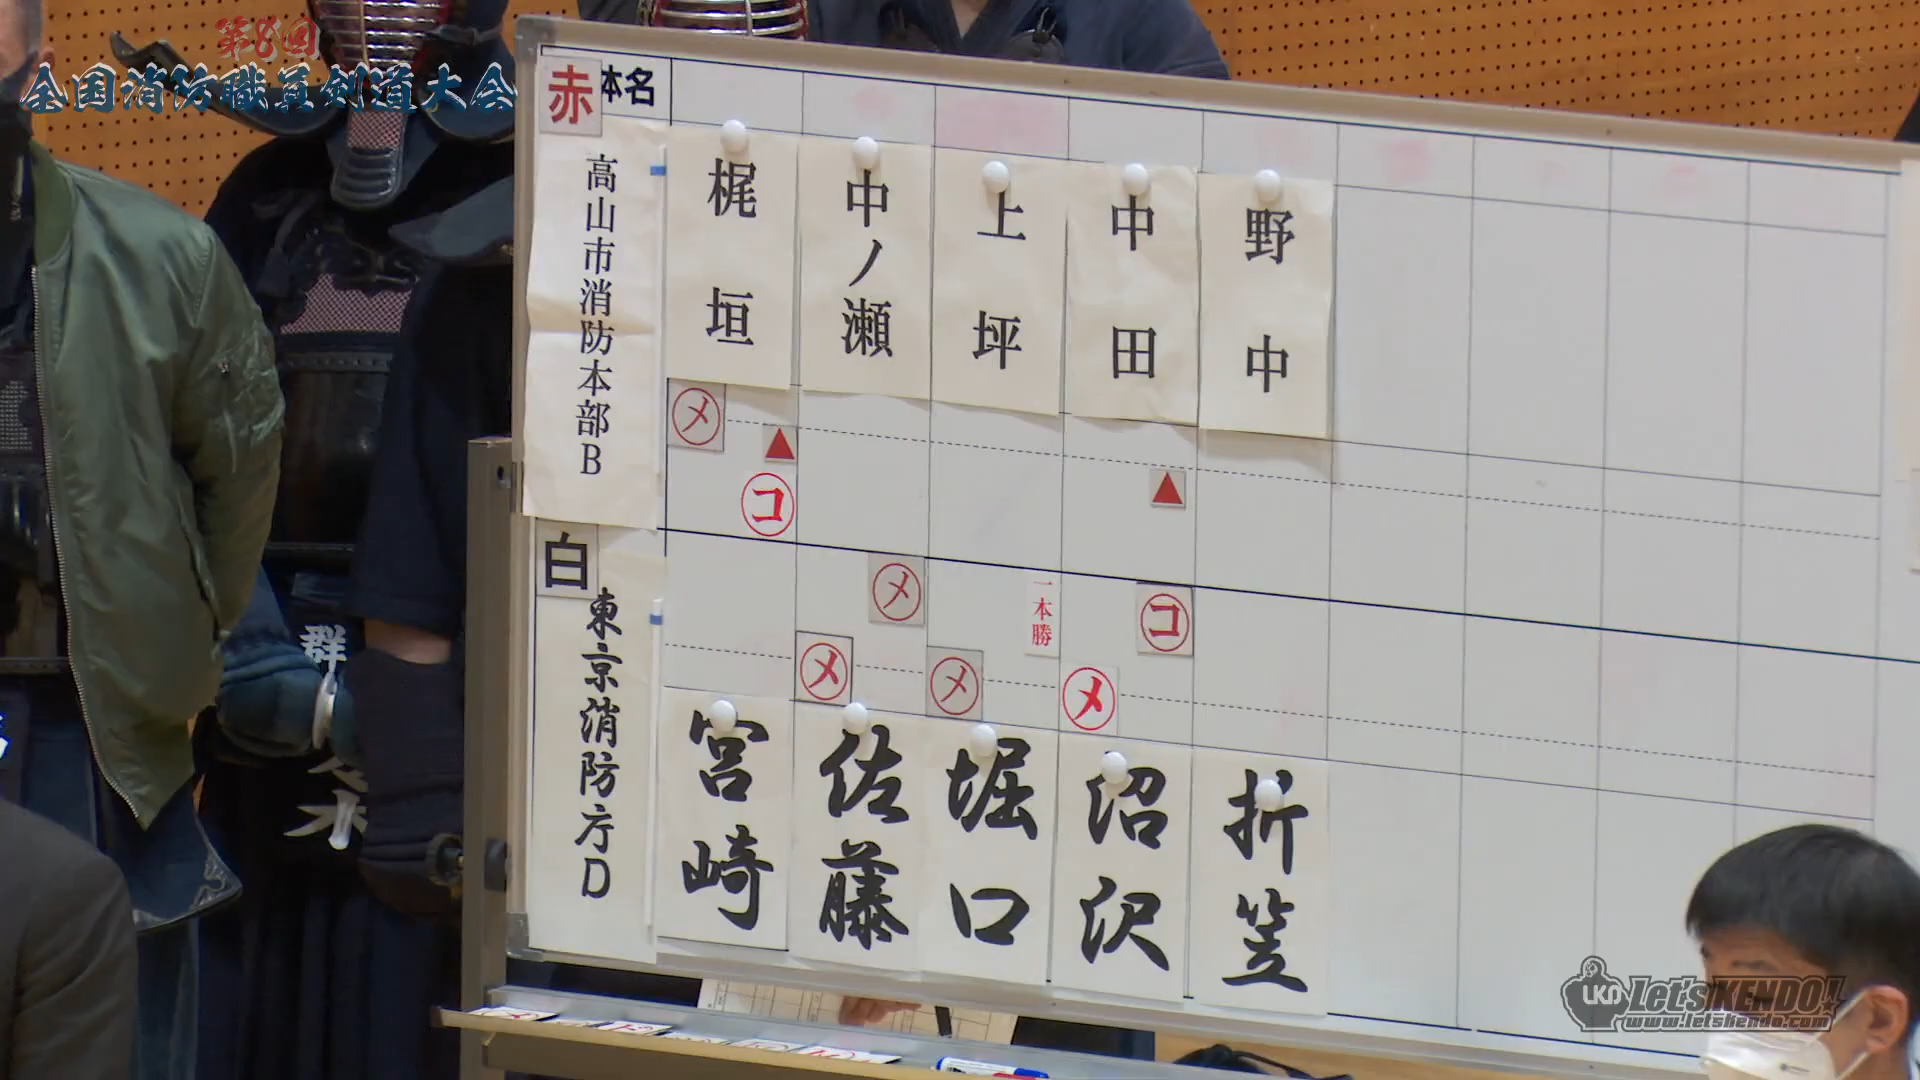 第8回
全国消防職員剣道大会
赤
体名
高山市消防本部B
梶垣
中ノ瀬
上坪
中田
野中
メ
▲
コ
▲
白
東京消防庁D
メ
メ
メ
一本勝
メ
コ
宮崎
佐藤
堀口
沼沢
折笠
群
LKD Let's KENDO!
www.letskendo.com